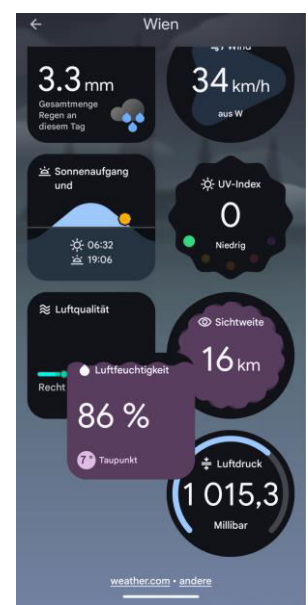 Wien
Wind
3.3 mm
Gesamtmenge
Regen an
diesem Tag
34 km/h
aus W
Sonnenaufgang
und
06:32
19:06
UV-Index
0
Niedrig
Luftqualität
Recht
Sichtweite
16 km
Luftfeuchtigkeit
86 %
7° Taupunkt
Luftdruck
1 015,3
Millibar
weather.com • andere